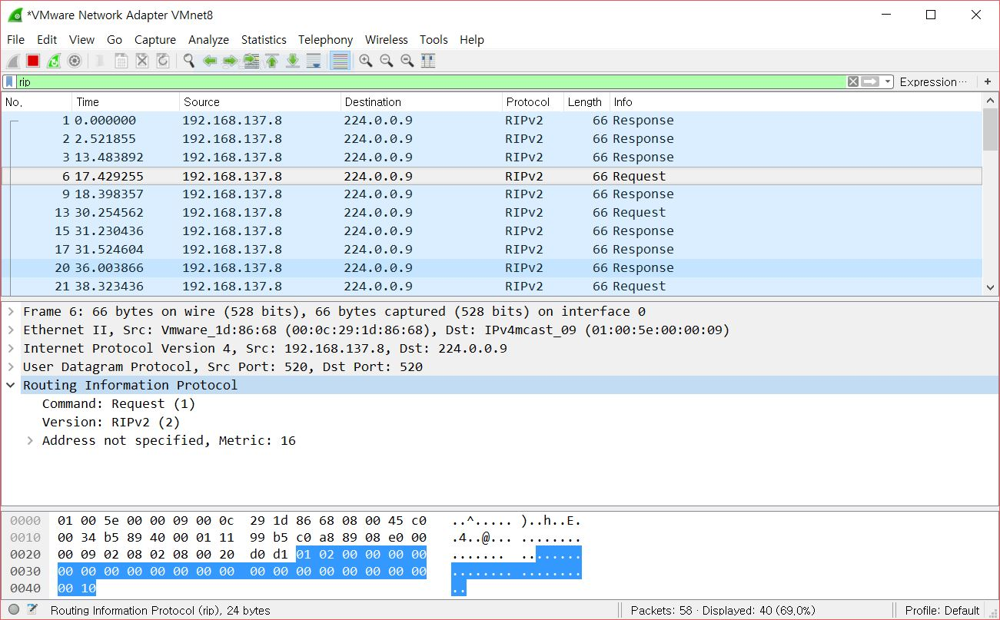 *VMware Network Adapter VMnet8
File Edit View Go Capture Analyze Statistics Telephony Wireless Tools Help
rip Expression… +
No. Time Source Destination Protocol Length Info
1 0.000000 192.168.137.8 224.0.0.9 RIPv2 66 Response
2 2.521855 192.168.137.8 224.0.0.9 RIPv2 66 Response
3 13.483892 192.168.137.8 224.0.0.9 RIPv2 66 Response
6 17.429255 192.168.137.8 224.0.0.9 RIPv2 66 Request
9 18.398357 192.168.137.8 224.0.0.9 RIPv2 66 Response
13 30.254562 192.168.137.8 224.0.0.9 RIPv2 66 Request
15 31.230436 192.168.137.8 224.0.0.9 RIPv2 66 Response
17 31.524604 192.168.137.8 224.0.0.9 RIPv2 66 Response
20 36.003866 192.168.137.8 224.0.0.9 RIPv2 66 Response
21 38.323436 192.168.137.8 224.0.0.9 RIPv2 66 Request
Frame 6: 66 bytes on wire (528 bits), 66 bytes captured (528 bits) on interface 0
Ethernet II, Src: Vmware_1d:86:68 (00:0c:29:1d:86:68), Dst: IPv4mcast_09 (01:00:5e:00:00:09)
Internet Protocol Version 4, Src: 192.168.137.8, Dst: 224.0.0.9
User Datagram Protocol, Src Port: 520, Dst Port: 520
Routing Information Protocol
Command: Request (1)
Version: RIPv2 (2)
Address not specified, Metric: 16
0000 01 00 5e 00 00 09 00 0c 29 1d 86 68 08 00 45 c0 ..^..... )..h..E.
0010 00 34 b5 89 40 00 01 11 99 b5 c0 a8 89 08 e0 00 .4..@... ........
0020 00 09 02 08 02 08 00 20 d0 d1 01 02 00 00 00 00 ....... ........
0030 00 00 00 00 00 00 00 00 00 00 00 00 00 00 00 00 ........ ........
0040 00 10 ..
Routing Information Protocol (rip), 24 bytes Packets: 58 · Displayed: 40 (69.0%) Profile: Default